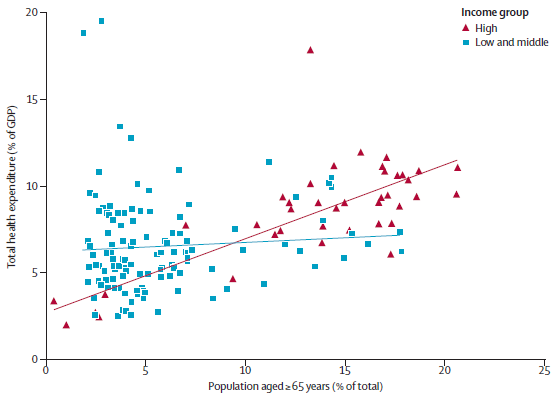 Income group
High
Low and middle
20
15
10
5
0
0 5 10 15 20 25
Total health expenditure (% of GDP)
Population aged ≥65 years (% of total)